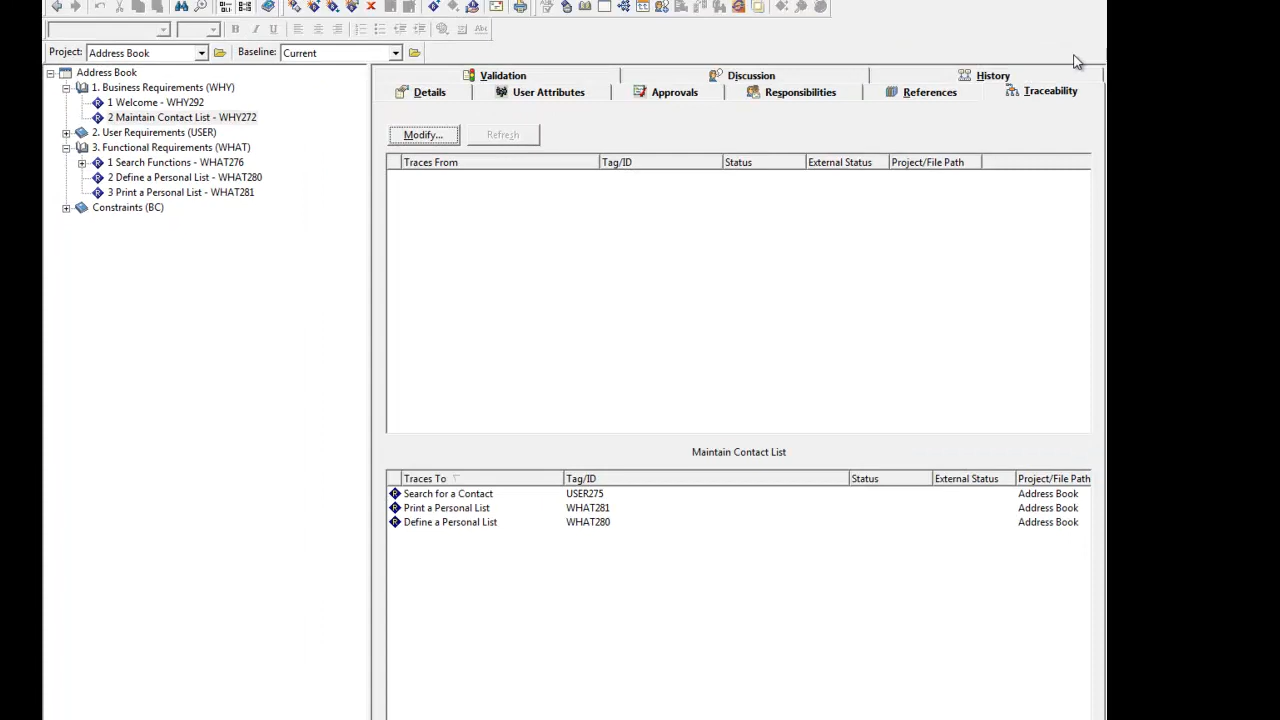 B I U Abc
Project: Address Book Baseline: Current
Address Book
1. Business Requirements (WHY)
1 Welcome - WHY292
2 Maintain Contact List - WHY272
2. User Requirements (USER)
3. Functional Requirements (WHAT)
1 Search Functions - WHAT276
2 Define a Personal List - WHAT280
3 Print a Personal List - WHAT281
Constraints (BC)
Validation Discussion History
Details User Attributes Approvals Responsibilities References Traceability
Modify... Refresh
Traces From Tag/ID Status External Status Project/File Path
Maintain Contact List
Traces To Tag/ID Status External Status Project/File Path
Search for a Contact USER275 Address Book
Print a Personal List WHAT281 Address Book
Define a Personal List WHAT280 Address Book